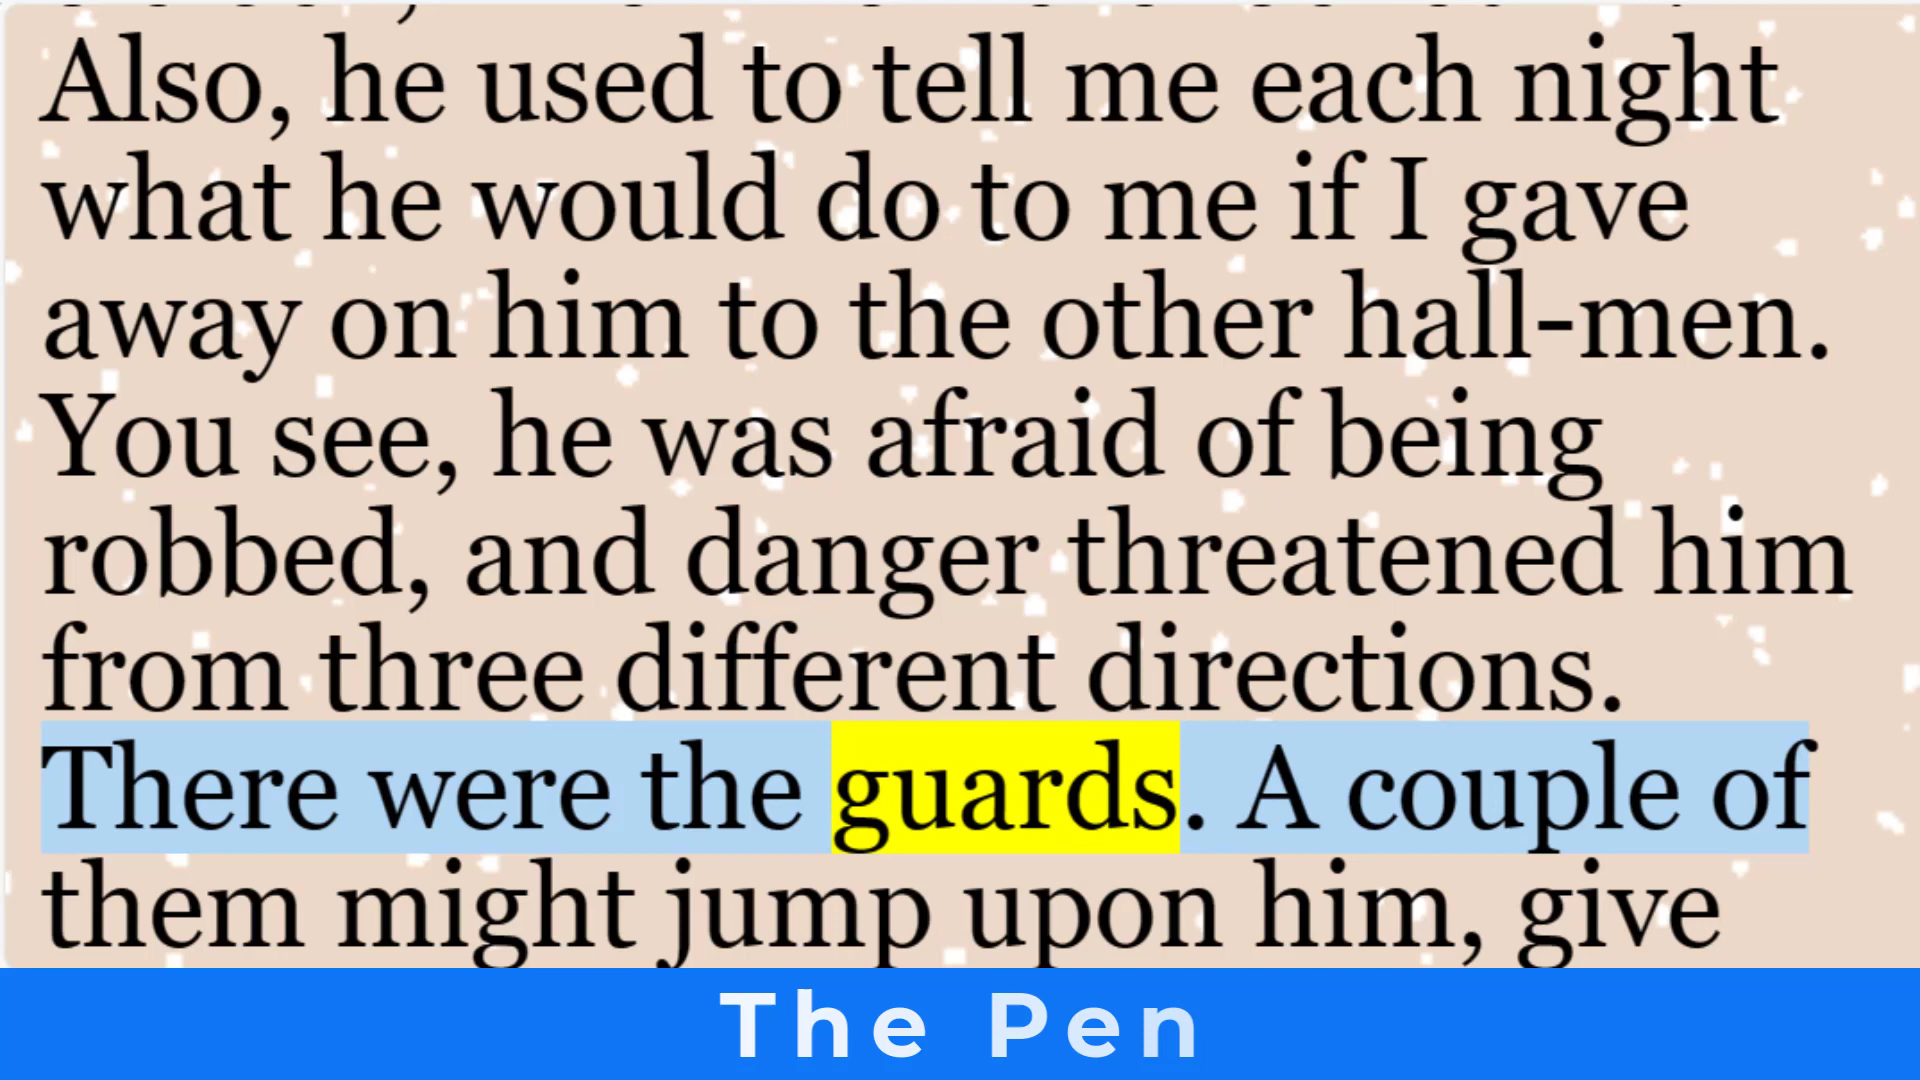 Also, he used to tell me each night
what he would do to me if I gave
away on him to the other hall-men.
You see, he was afraid of being
robbed, and danger threatened him
from three different directions.
There were the guards. A couple of
them might jump upon him, give
The Pen